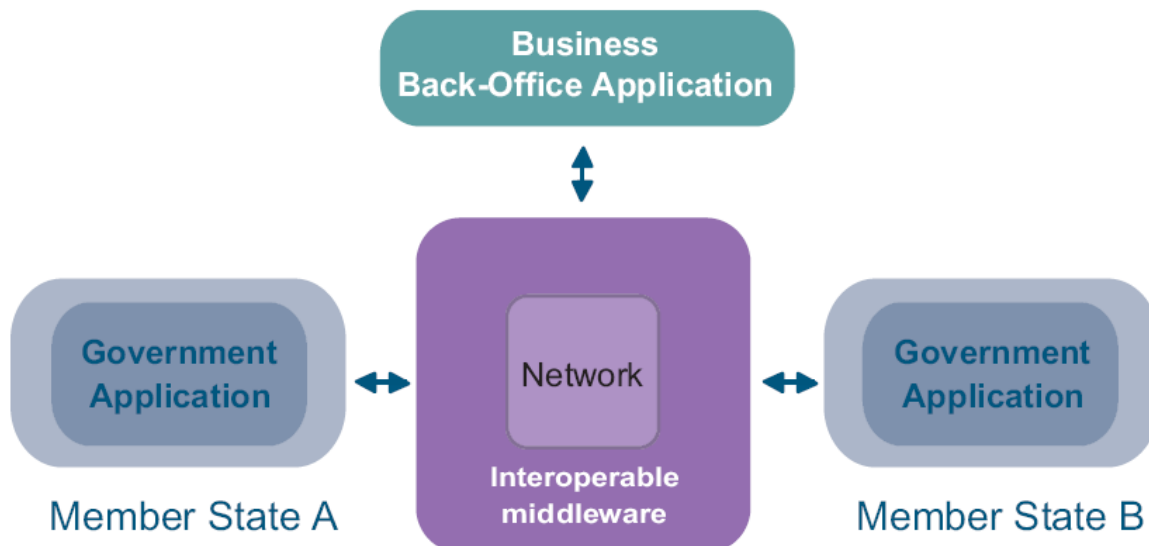 Business
Back-Office Application
Government
Application
Network
Government
Application
Interoperable
middleware
Member State A
Member State B